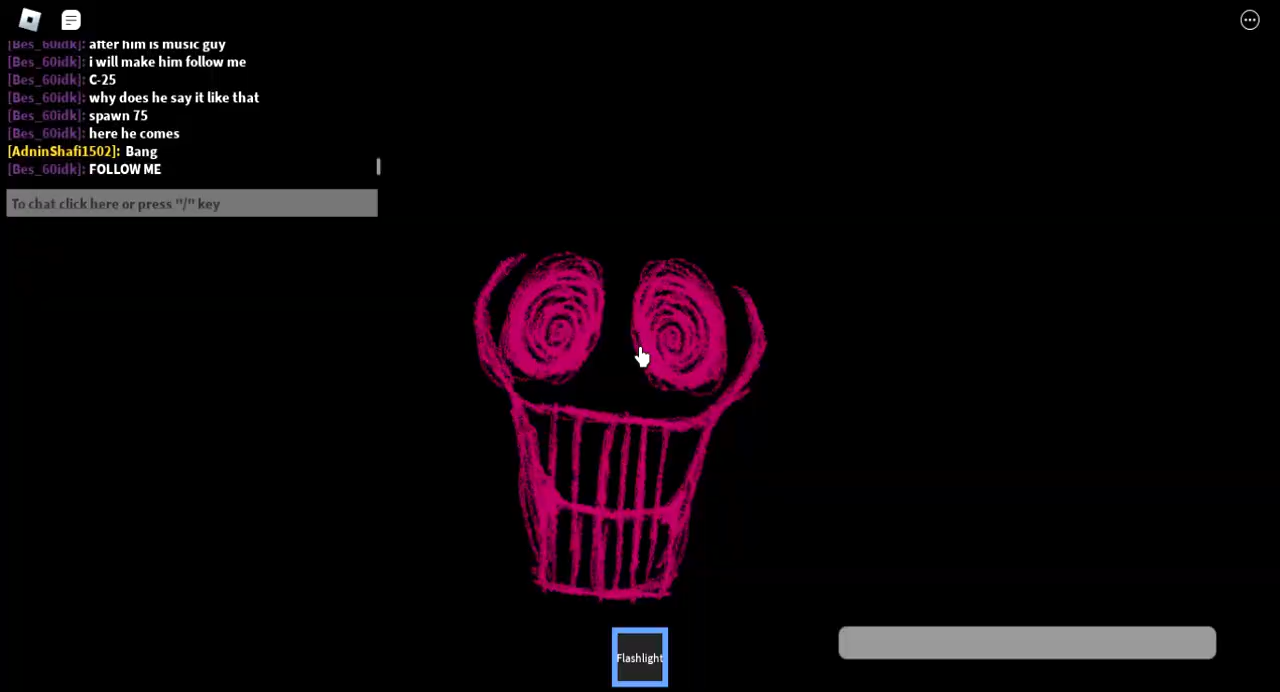 [Bes_60idk]: after him is music guy
[Bes_60idk]: i will make him follow me
[Bes_60idk]: C-25
[Bes_60idk]: why does he say it like that
[Bes_60idk]: spawn 75
[Bes_60idk]: here he comes
[AdninShafi1502]: Bang
[Bes_60idk]: FOLLOW ME
To chat click here or press "/" key
Flashlight